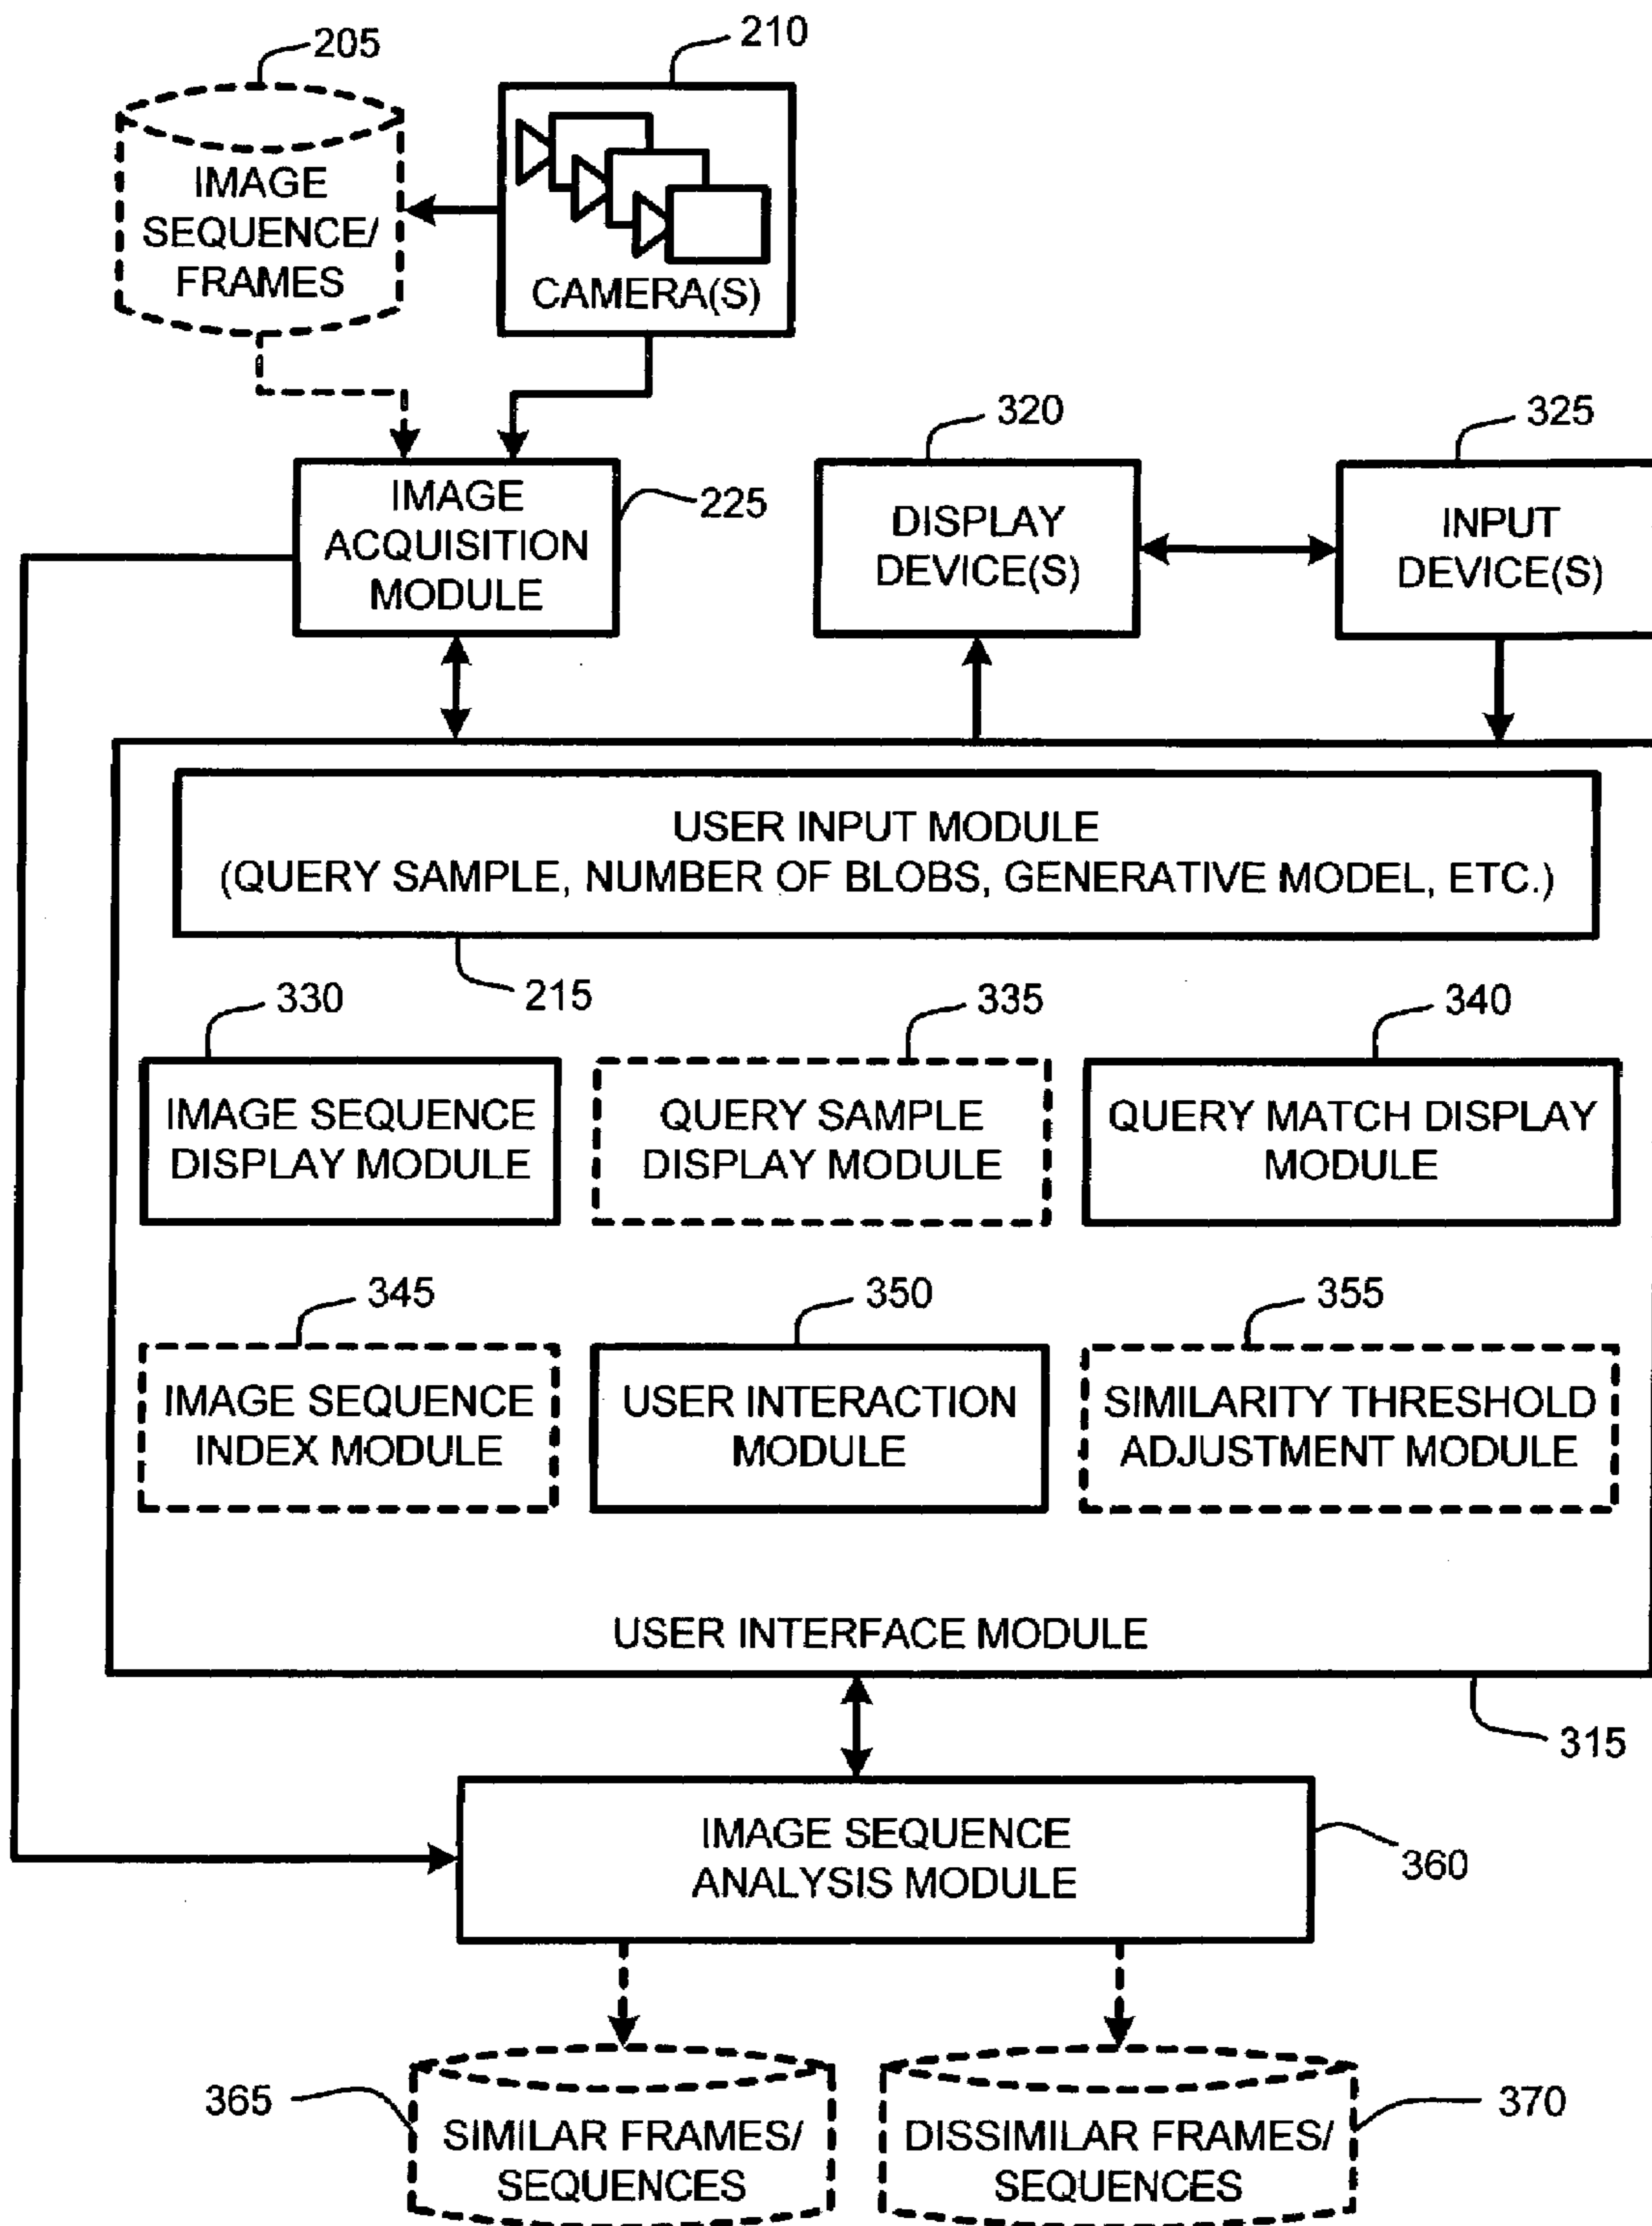 205
210
IMAGE
SEQUENCE/
FRAMES
CAMERA(S)
320
325
IMAGE
ACQUISITION
MODULE
225
DISPLAY
DEVICE(S)
INPUT
DEVICE(S)
USER INPUT MODULE
(QUERY SAMPLE, NUMBER OF BLOBS, GENERATIVE MODEL, ETC.)
215
330
335
340
IMAGE SEQUENCE
DISPLAY MODULE
QUERY SAMPLE
DISPLAY MODULE
QUERY MATCH DISPLAY
MODULE
345
350
355
IMAGE SEQUENCE
INDEX MODULE
USER INTERACTION
MODULE
SIMILARITY THRESHOLD
ADJUSTMENT MODULE
USER INTERFACE MODULE
315
IMAGE SEQUENCE
ANALYSIS MODULE
360
365
SIMILAR FRAMES/
SEQUENCES
DISSIMILAR FRAMES/
SEQUENCES
370